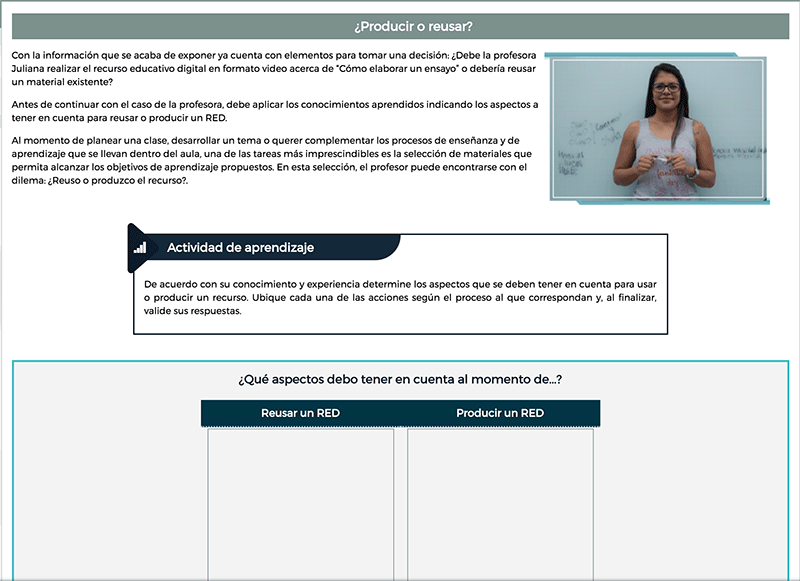 ¿Producir o reusar?
Con la información que se acaba de exponer ya cuenta con elementos para tomar una decisión: ¿Debe la profesora
Juliana realizar el recurso educativo digital en formato video acerca de "Cómo elaborar un ensayo" o debería reusar
un material existente?
Antes de continuar con el caso de la profesora, debe aplicar los conocimientos aprendidos indicando los aspectos a
tener en cuenta para reusar o producir un RED.
Al momento de planear una clase, desarrollar un tema o querer complementar los procesos de enseñanza y de
aprendizaje que se llevan dentro del aula, una de las tareas más imprescindibles es la selección de materiales que
permita alcanzar los objetivos de aprendizaje propuestos. En esta selección, el profesor puede encontrarse con el
dilema: ¿Reuso o produzco el recurso?.
Actividad de aprendizaje
De acuerdo con su conocimiento y experiencia determine los aspectos que se deben tener en cuenta para usar
o producir un recurso. Ubique cada una de las acciones según el proceso al que correspondan y, al finalizar,
valide sus respuestas.
¿Qué aspectos debo tener en cuenta al momento de...?
Reusar un RED
Producir un RED